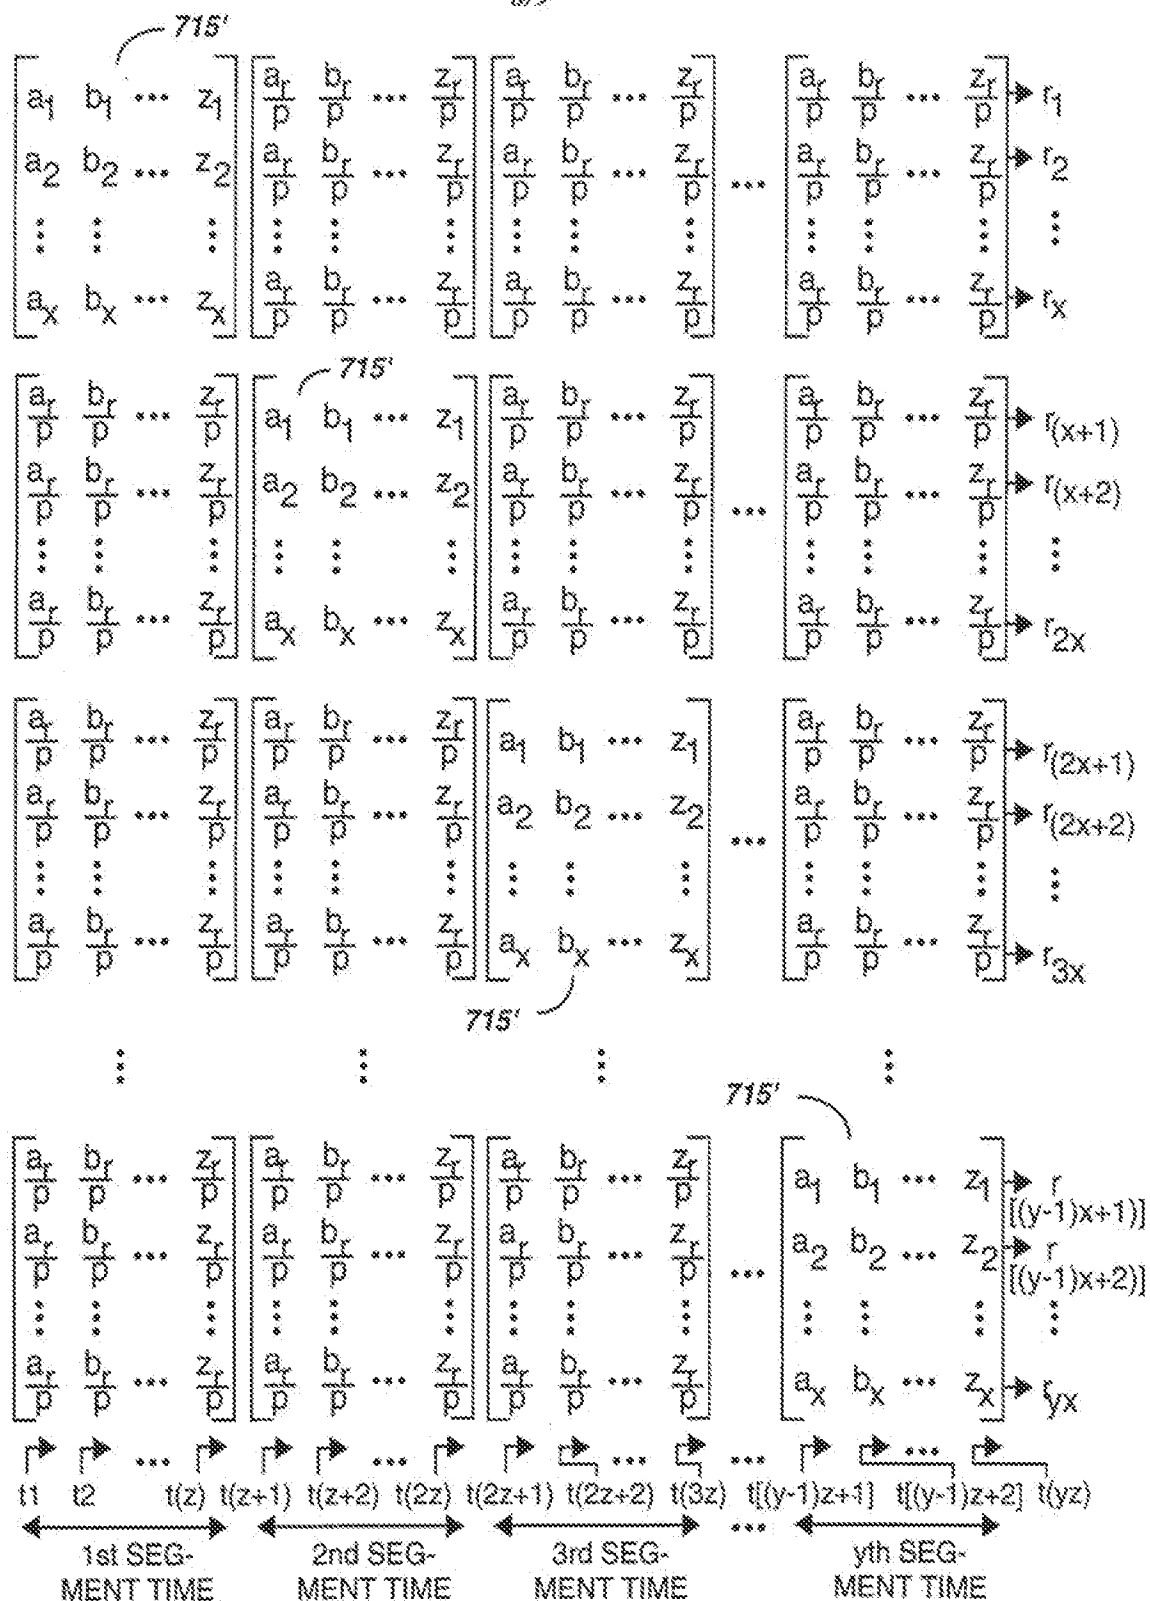 715'
a1 b1 ... z1 ar/p br/p ... zr/p ar/p br/p ... zr/p ar/p br/p ... zr/p r1
a2 b2 ... z2 ar/p br/p ... zr/p ar/p br/p ... zr/p ... ar/p br/p ... zr/p r2
ax bx ... zx ar/p br/p ... zr/p ar/p br/p ... zr/p ar/p br/p ... zr/p rx
715'
ar/p br/p ... zr/p a1 b1 ... z1 ar/p br/p ... zr/p ar/p br/p ... zr/p r(x+1)
ar/p br/p ... zr/p a2 b2 ... z2 ar/p br/p ... zr/p ... ar/p br/p ... zr/p r(x+2)
ar/p br/p ... zr/p ax bx ... zx ar/p br/p ... zr/p ar/p br/p ... zr/p r2x
ar/p br/p ... zr/p ar/p br/p ... zr/p a1 b1 ... z1 ar/p br/p ... zr/p r(2x+1)
ar/p br/p ... zr/p ar/p br/p ... zr/p a2 b2 ... z2 ... ar/p br/p ... zr/p r(2x+2)
ar/p br/p ... zr/p ar/p br/p ... zr/p ax bx ... zx ar/p br/p ... zr/p r3x
715'
715'
ar/p br/p ... zr/p ar/p br/p ... zr/p ar/p br/p ... zr/p a1 b1 ... z1 r[(y-1)x+1)]
ar/p br/p ... zr/p ar/p br/p ... zr/p ar/p br/p ... zr/p ... a2 b2 ... z2 r[(y-1)x+2)]
ar/p br/p ... zr/p ar/p br/p ... zr/p ar/p br/p ... zr/p ax bx ... zx ryx
t1 t2 ... t(z) t(z+1) t(z+2) ... t(2z) t(2z+1) t(2z+2) ... t(3z) ... t[(y-1)z+1] t[(y-1)z+2] ... t(yz)
1st SEG- 2nd SEG- 3rd SEG- ... yth SEG-
MENT TIME MENT TIME MENT TIME MENT TIME